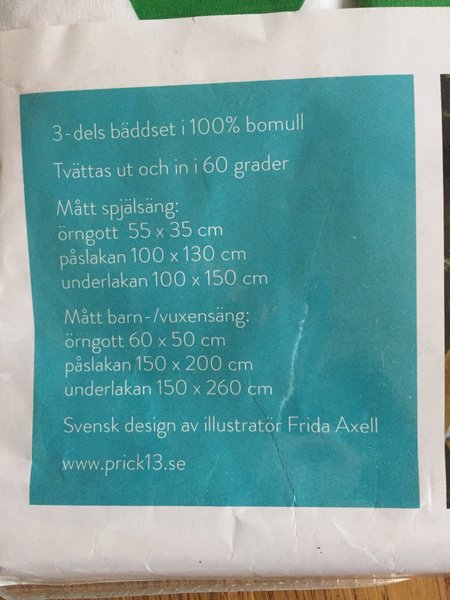 3-dels bäddset i 100% bomull
Tvättas ut och in i 60 grader
Mått spjälsäng:
örngott 55 x 35 cm
påslakan 100 x 130 cm
underlakan 100 x 150 cm
Mått barn-/vuxensäng:
örngott 60 x 50 cm
påslakan 150 x 200 cm
underlakan 150 x 260 cm
Svensk design av illustratör Frida Axell
www.prick13.se